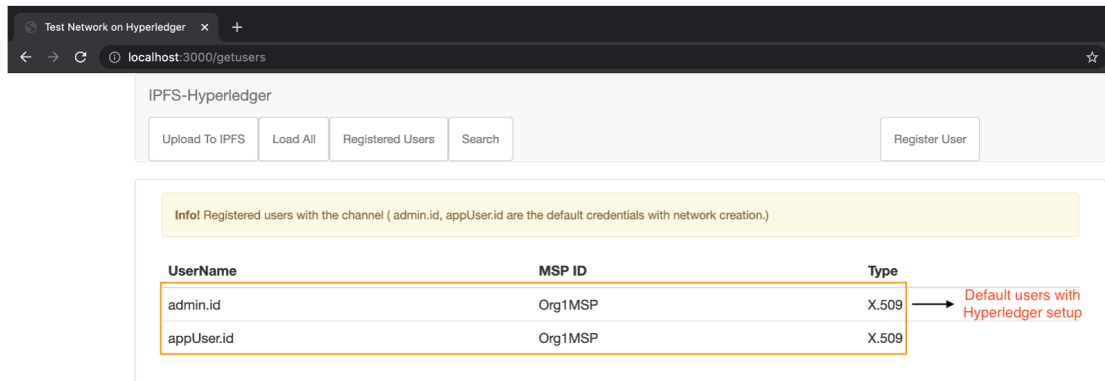 Test Network on Hyperledger × +
localhost:3000/getusers
IPFS-Hyperledger
Upload To IPFS Load All Registered Users Search Register User
Info! Registered users with the channel ( admin.id, appUser.id are the default credentials with network creation.)
UserName MSP ID Type
admin.id Org1MSP X.509
Default users with
Hyperledger setup
appUser.id Org1MSP X.509